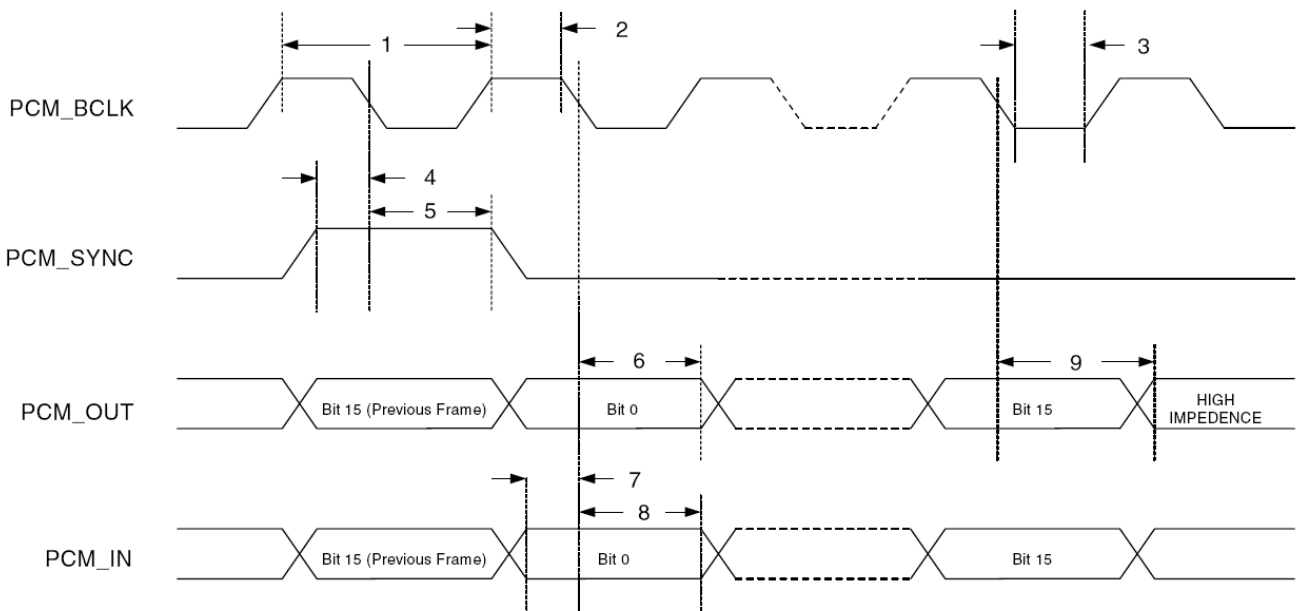 1
2
3
PCM_BCLK
4
5
PCM_SYNC
6
9
PCM_OUT
Bit 15 (Previous Frame)
Bit 0
Bit 15
HIGH
IMPEDENCE
7
8
PCM_IN
Bit 15 (Previous Frame)
Bit 0
Bit 15